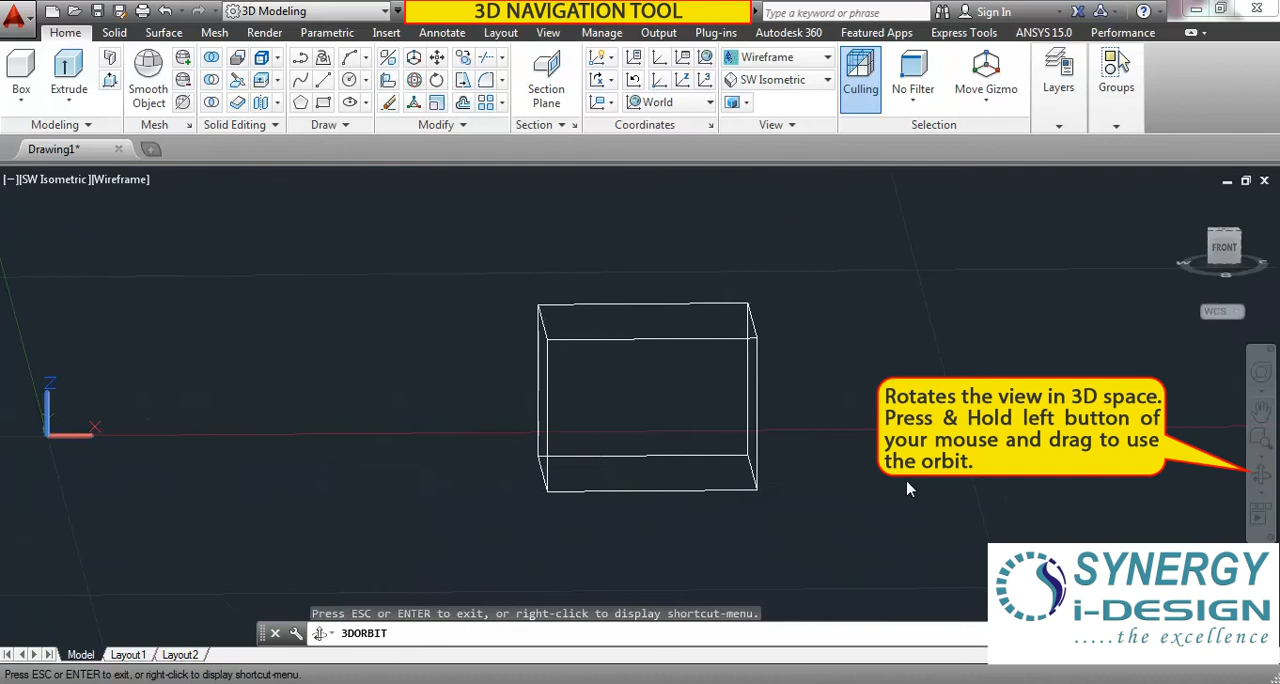 3D Modeling
3D NAVIGATION TOOL
Type a keyword or phrase
Sign In
Home Solid Surface Mesh Render Parametric Insert Annotate Layout View Manage Output Plug-ins Autodesk 360 Featured Apps Express Tools ANSYS 15.0 Performance
Box
Extrude
Smooth
Object
Section
Plane
Wireframe
SW Isometric
World
Culling
No Filter
Move Gizmo
Layers
Groups
Modeling Mesh Solid Editing Draw Modify Section Coordinates View Selection
Drawing1*
[−][SW Isometric][Wireframe]
FRONT
W
B
WCS
Z
X
Rotates the view in 3D space.
Press & Hold left button of
your mouse and drag to use
the orbit.
Press ESC or ENTER to exit, or right-click to display shortcut-menu.
3DORBIT
Model Layout1 Layout2
Press ESC or ENTER to exit, or right-click to display shortcut-menu.
SYNERGY
i-DESIGN
.....the excellence